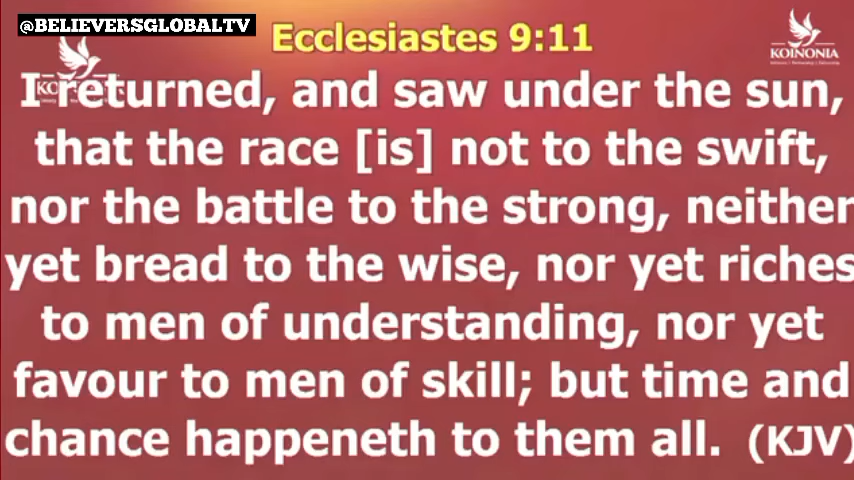 @BELIEVERSGLOBALTV
Ecclesiastes 9:11
KOINONIA
I returned, and saw under the sun,
that the race [is] not to the swift,
nor the battle to the strong, neither
yet bread to the wise, nor yet riches
to men of understanding, nor yet
favour to men of skill; but time and
chance happeneth to them all. (KJV)